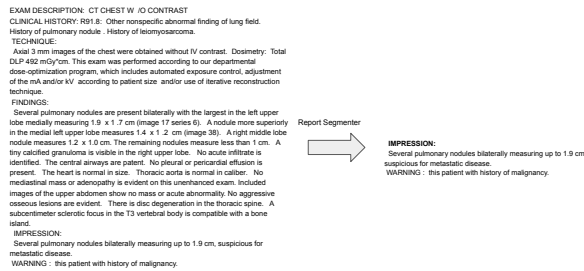 EXAM DESCRIPTION: CT CHEST W /O CONTRAST
CLINICAL HISTORY: R91.8: Other nonspecific abnormal finding of lung field.
History of pulmonary nodule . History of leiomyosarcoma.
TECHNIQUE:
Axial 3 mm images of the chest were obtained without IV contrast. Dosimetry: Total
DLP 492 mGy*cm. This exam was performed according to our departmental
dose-optimization program, which includes automated exposure control, adjustment
of the mA and/or kV according to patient size and/or use of iterative reconstruction
technique.
FINDINGS:
Several pulmonary nodules are present bilaterally with the largest in the left upper
lobe medially measuring 1.9 x 1 .7 cm (image 17 series 6). A nodule more superiorly
in the medial left upper lobe measures 1.4 x 1 .2 cm (image 38). A right middle lobe
nodule measures 1.2 x 1.0 cm. The remaining nodules measure less than 1 cm. A
tiny calcified granuloma is visible in the right upper lobe. No acute infiltrate is
identified. The central airways are patent. No pleural or pericardial effusion is
present. The heart is normal in size. Thoracic aorta is normal in caliber. No
mediastinal mass or adenopathy is evident on this unenhanced exam. Included
images of the upper abdomen show no mass or acute abnormality. No aggressive
osseous lesions are evident. There is disc degeneration in the thoracic spine. A
subcentimeter sclerotic focus in the T3 vertebral body is compatible with a bone
island.
IMPRESSION:
Several pulmonary nodules bilaterally measuring up to 1.9 cm, suspicious for
metastatic disease.
WARNING : this patient with history of malignancy.
Report Segmenter
IMPRESSION:
Several pulmonary nodules bilaterally measuring up to 1.9 cm
suspicious for metastatic disease.
WARNING : this patient with history of malignancy.